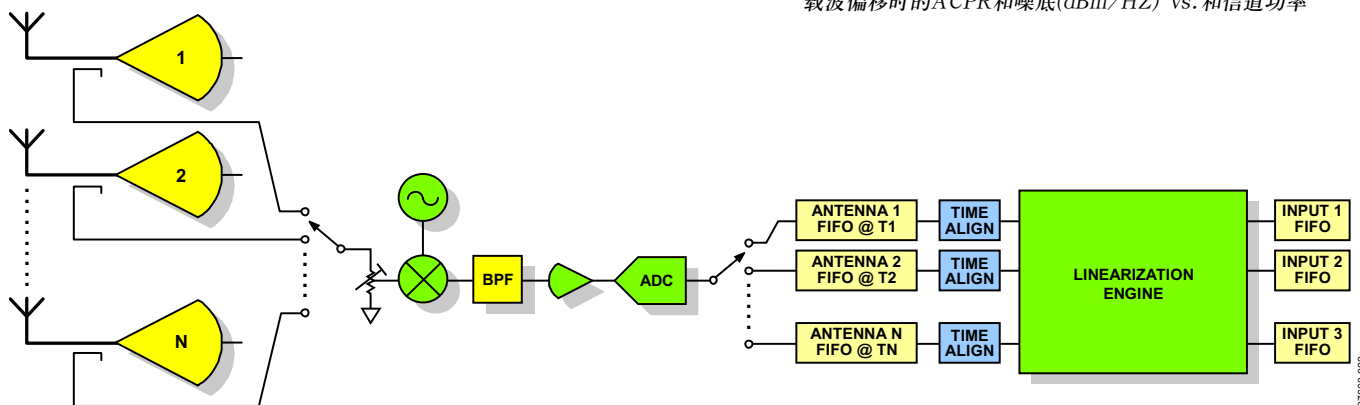 载波偏移时的ACPR和噪底(dBm/HZ) vs.和信道功率
1
2
N
BPF
ADC
ANTENNA 1
FIFO @ T1
TIME
ALIGN
INPUT 1
FIFO
ANTENNA 2
FIFO @ T2
TIME
ALIGN
LINEARIZATION
ENGINE
INPUT 2
FIFO
ANTENNA N
FIFO @ TN
TIME
ALIGN
INPUT 3
FIFO